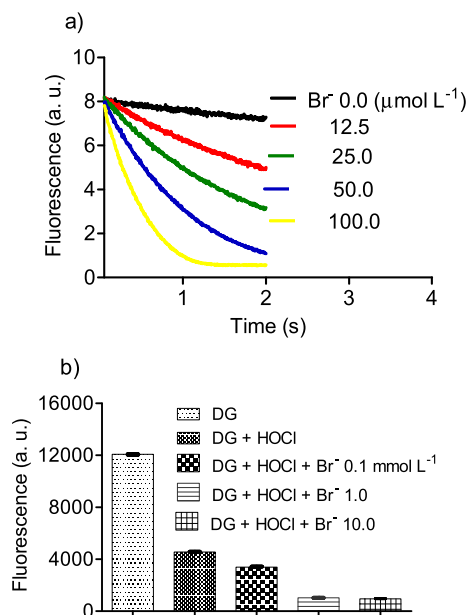 a)
Fluorescence (a. u.)
10
8
6
4
2
0
Br⁻ 0.0 (μmol L⁻¹)
12.5
25.0
50.0
100.0
1 2 3 4
Time (s)
b)
Fluorescence (a. u.)
16000
12000
8000
4000
0
DG
DG + HOCl
DG + HOCl + Br⁻ 0.1 mmol L⁻¹
DG + HOCl + Br⁻ 1.0
DG + HOCl + Br⁻ 10.0